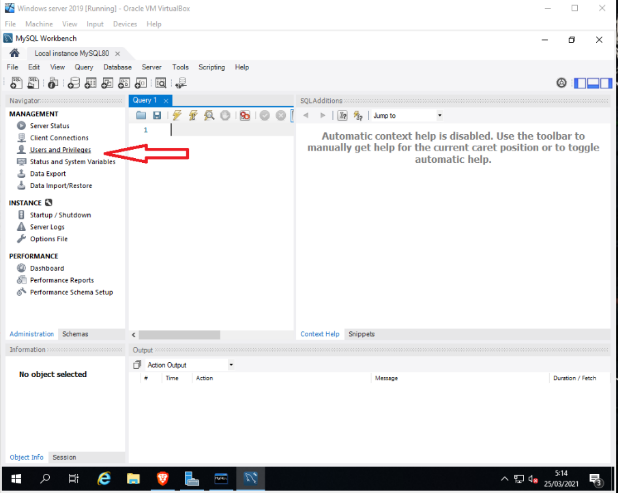 Windows server 2019 [Running] - Oracle VM VirtualBox
File Machine View Input Devices Help
MySQL Workbench
Local instance MySQL80 ×
File Edit View Query Database Server Tools Scripting Help
Navigator
MANAGEMENT
Server Status
Client Connections
Users and Privileges
Status and System Variables
Data Export
Data Import/Restore
INSTANCE
Startup / Shutdown
Server Logs
Options File
PERFORMANCE
Dashboard
Performance Reports
Performance Schema Setup
Administration Schemas
Query 1 ×
1
SQLAdditions
Jump to
Automatic context help is disabled. Use the toolbar to
manually get help for the current caret position or to toggle
automatic help.
Context Help Snippets
Information
No object selected
Object Info Session
Output
Action Output
# Time Action Message Duration / Fetch
5:14
25/03/2021